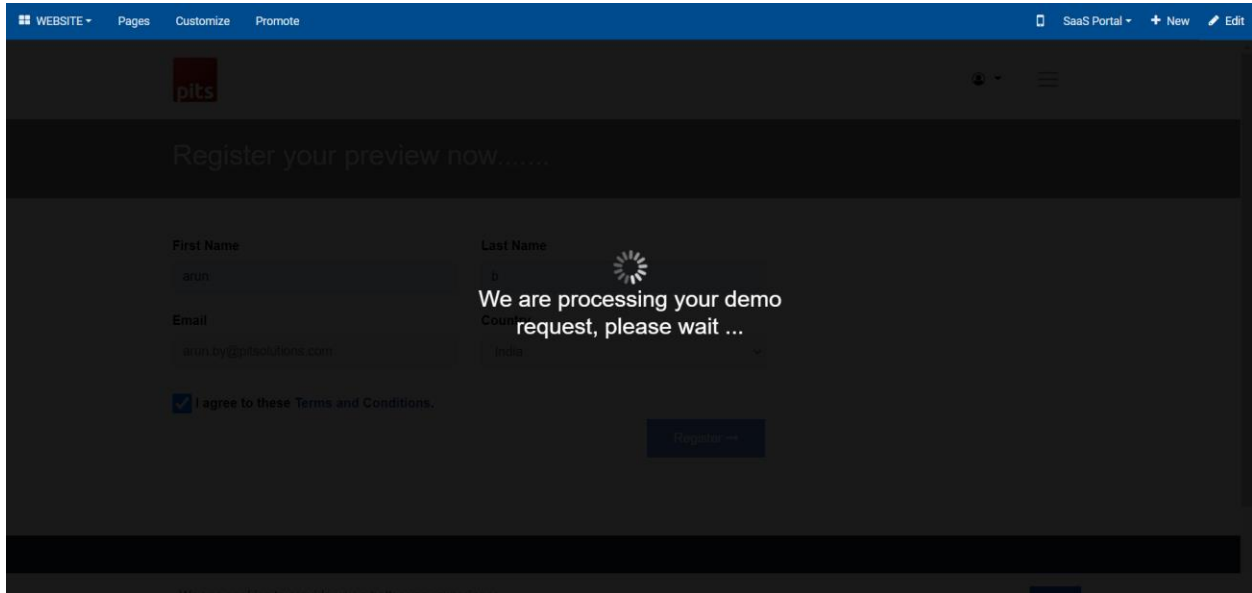 WEBSITE Pages Customize Promote SaaS Portal + New Edit
pits
Register your preview now.......
First Name Last Name
arun b
We are processing your demo
request, please wait ...
Email Country
arun.by@pitsolutions.com India
I agree to these Terms and Conditions.
Register →